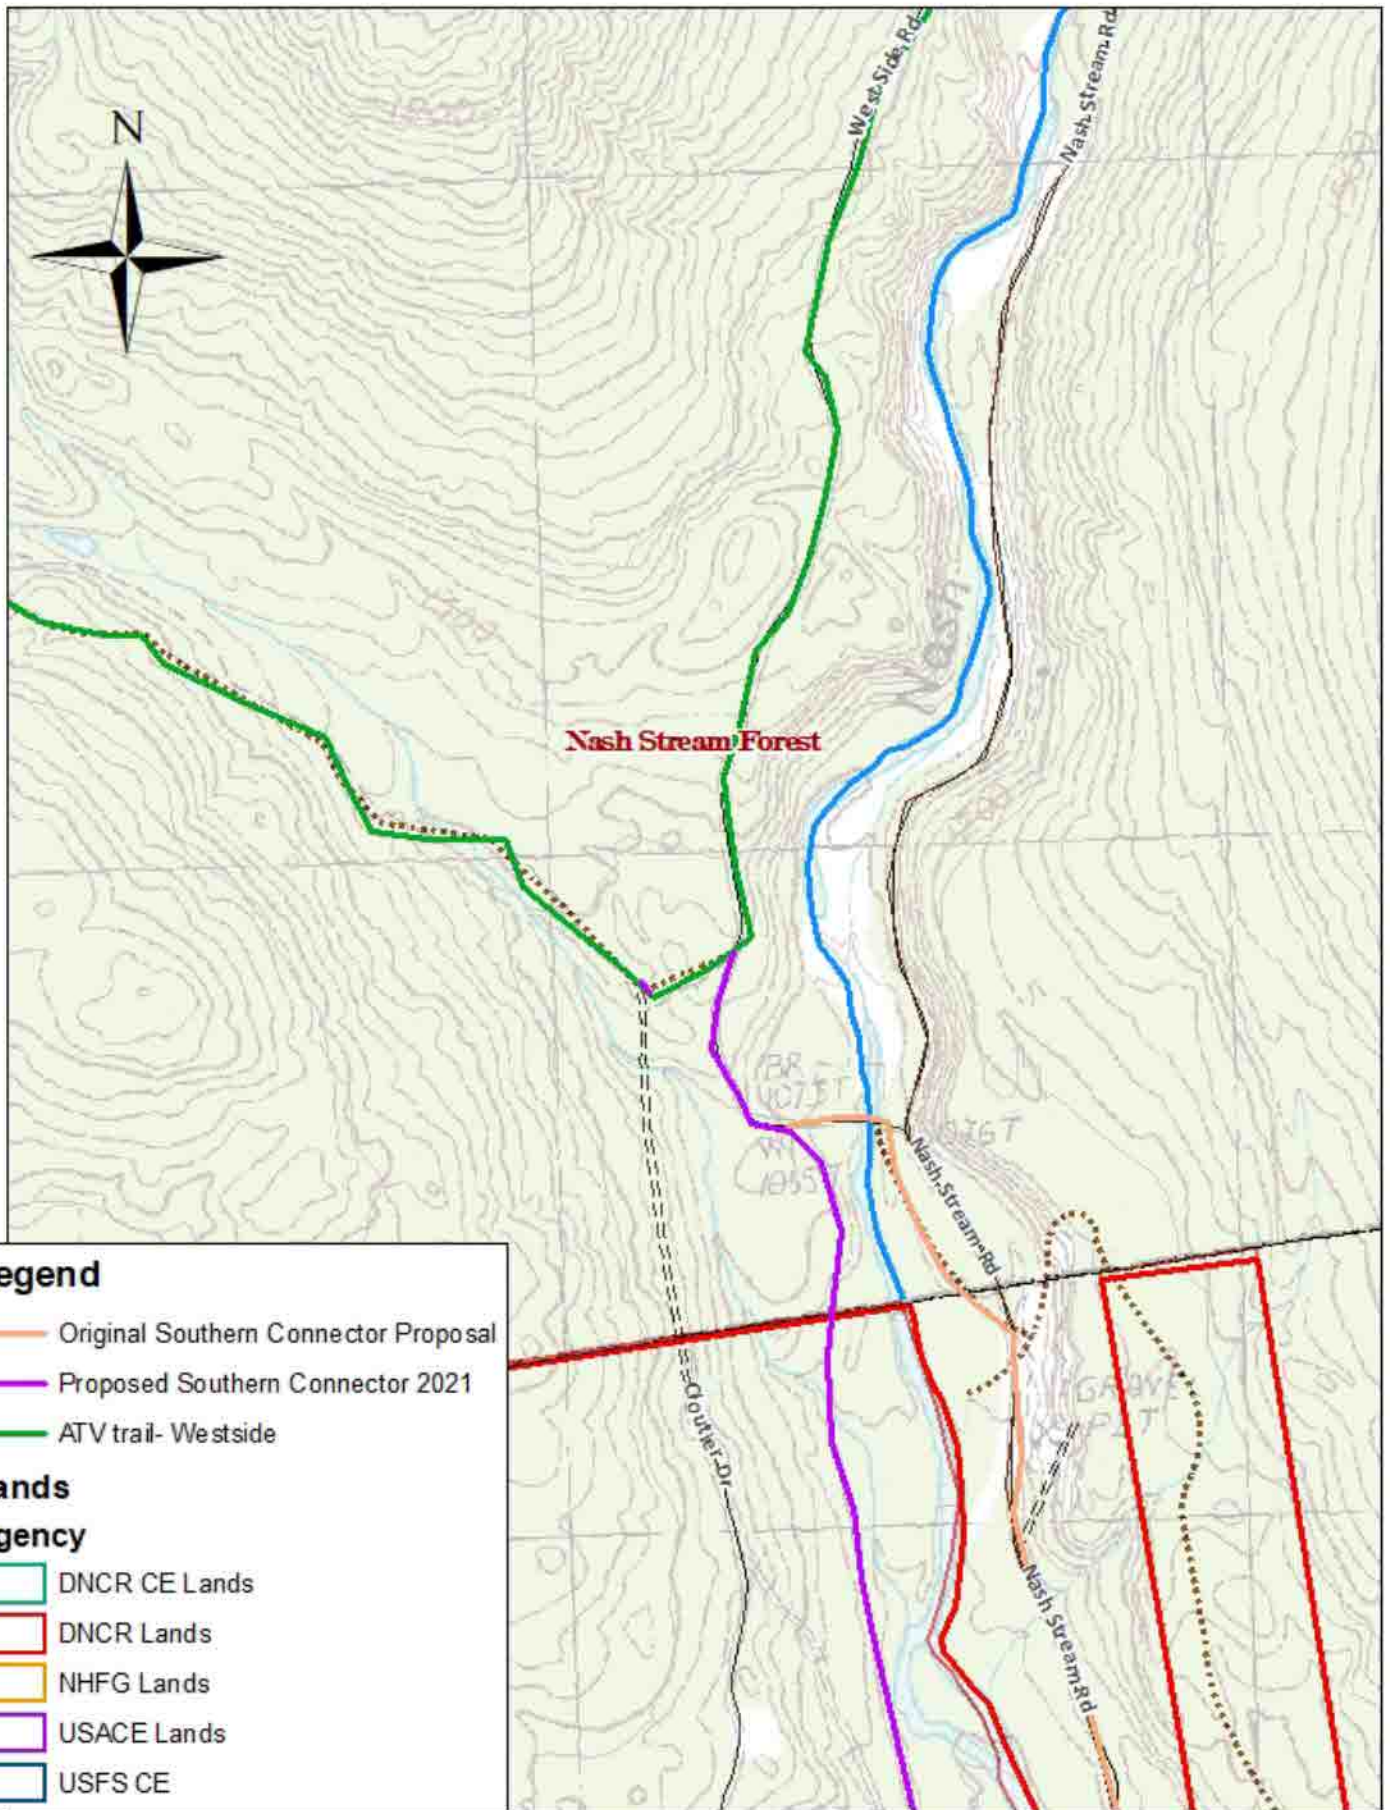 N
West Side Rd
Nash Stream Rd
Nash
Nash Stream Forest
Nash Stream Rd
Cloutier Dr
Nash Stream Rd
egend
Original Southern Connector Proposal
Proposed Southern Connector 2021
ATV trail- Westside
ands
gency
DNCR CE Lands
DNCR Lands
NHFG Lands
USACE Lands
USFS CE